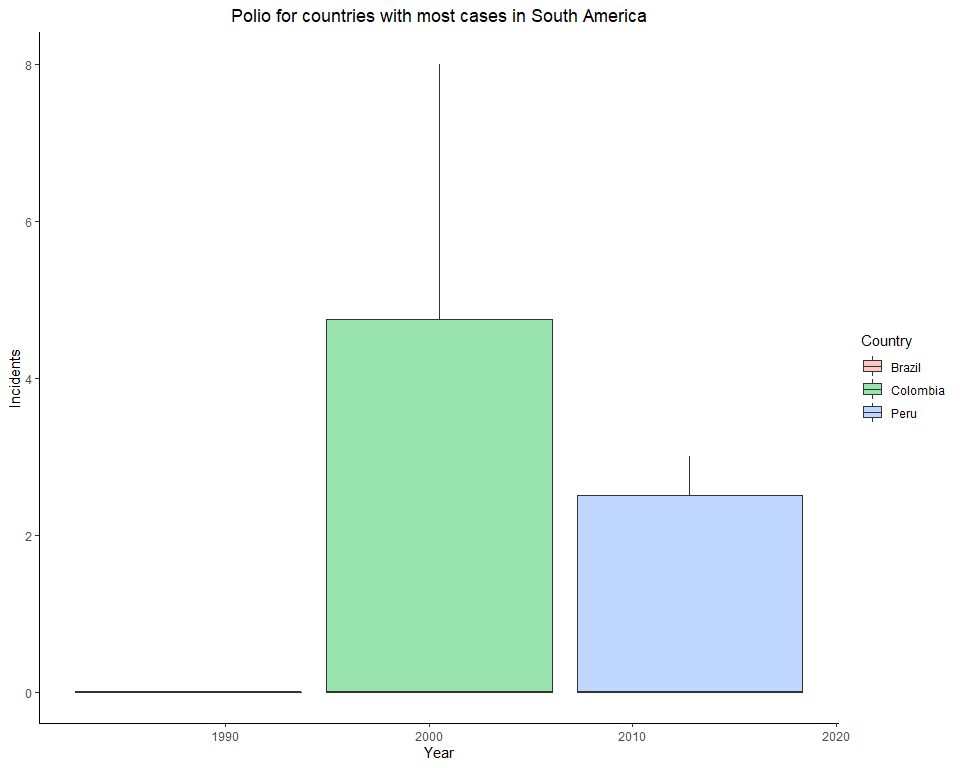 Polio for countries with most cases in South America
8
6
4
2
0
Incidents
1990 2000 2010 2020
Year
Country
Brazil
Colombia
Peru